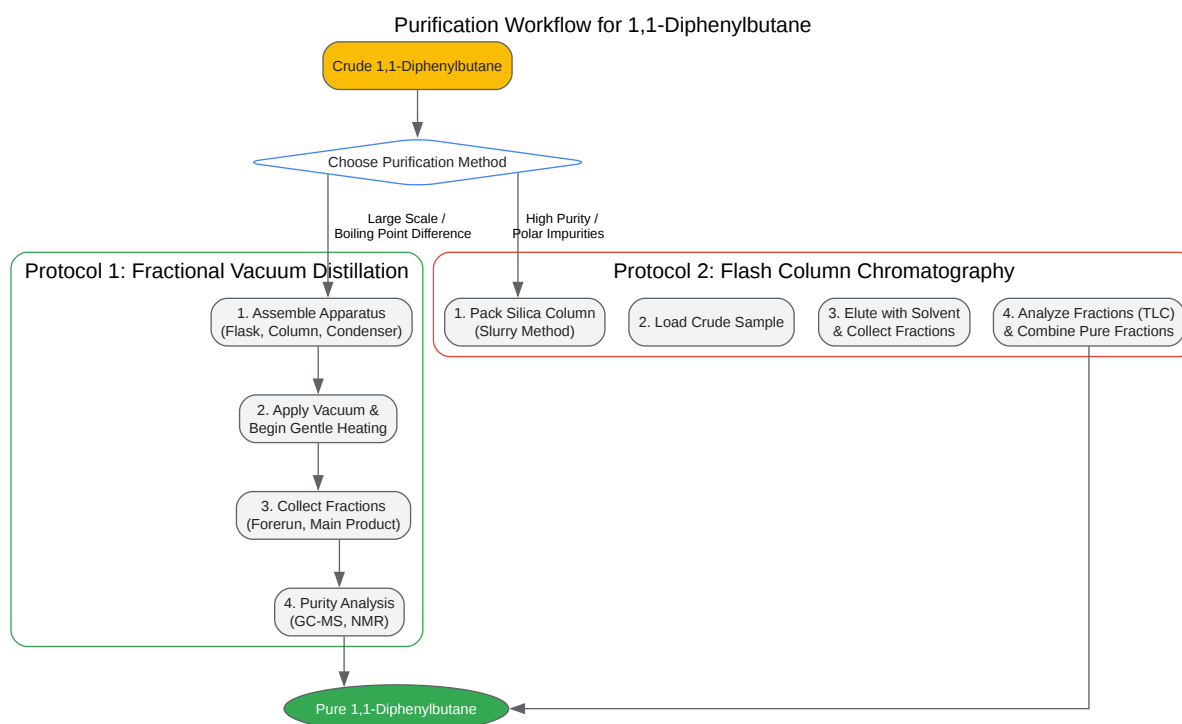 Purification Workflow for 1,1-Diphenylbutane
Crude 1,1-Diphenylbutane
Choose Purification Method
Large Scale /
Boiling Point Difference
High Purity /
Polar Impurities
Protocol 1: Fractional Vacuum Distillation
1. Assemble Apparatus
(Flask, Column, Condenser)
2. Apply Vacuum &
Begin Gentle Heating
3. Collect Fractions
(Forerun, Main Product)
4. Purity Analysis
(GC-MS, NMR)
Protocol 2: Flash Column Chromatography
1. Pack Silica Column
(Slurry Method)
2. Load Crude Sample
3. Elute with Solvent
& Collect Fractions
4. Analyze Fractions (TLC)
& Combine Pure Fractions
Pure 1,1-Diphenylbutane